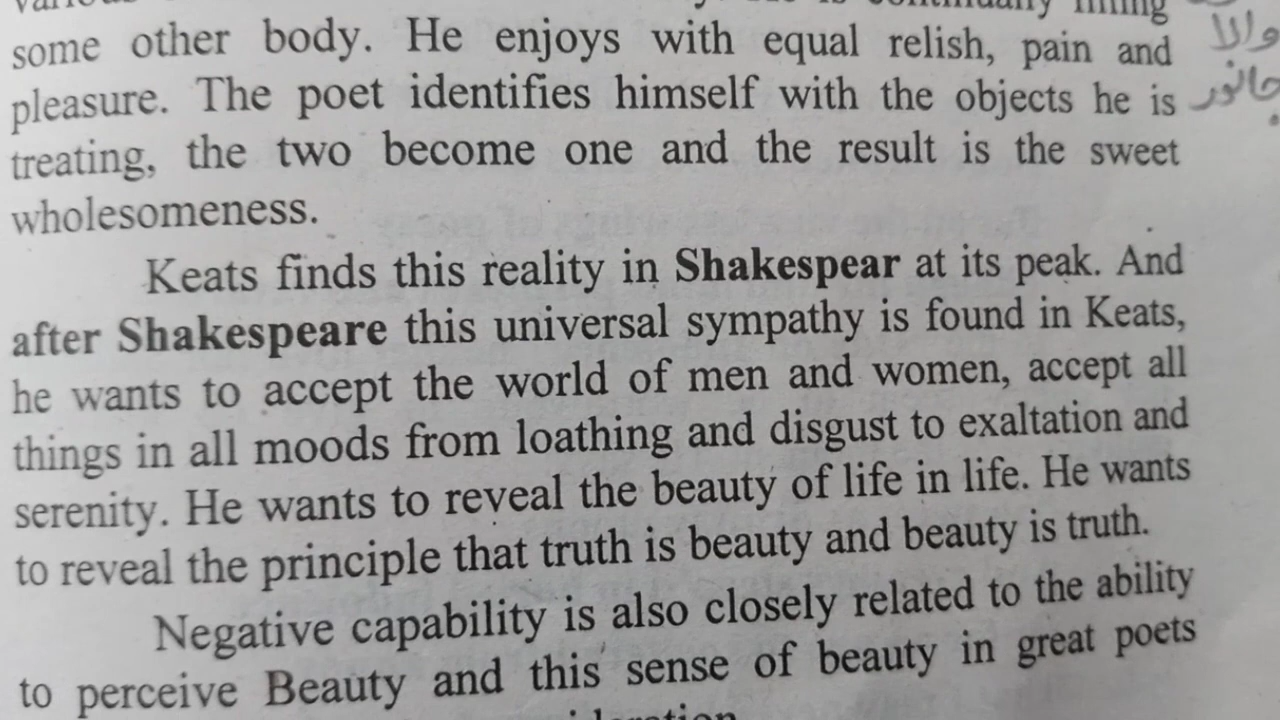 continually filling
some other body. He enjoys with equal relish, pain and
pleasure. The poet identifies himself with the objects he is
treating, the two become one and the result is the sweet
wholesomeness.
Keats finds this reality in Shakespear at its peak. And
after Shakespeare this universal sympathy is found in Keats,
he wants to accept the world of men and women, accept all
things in all moods from loathing and disgust to exaltation and
serenity. He wants to reveal the beauty of life in life. He wants
to reveal the principle that truth is beauty and beauty is truth.
Negative capability is also closely related to the ability
to perceive Beauty and this sense of beauty in great poets
والا
جانور